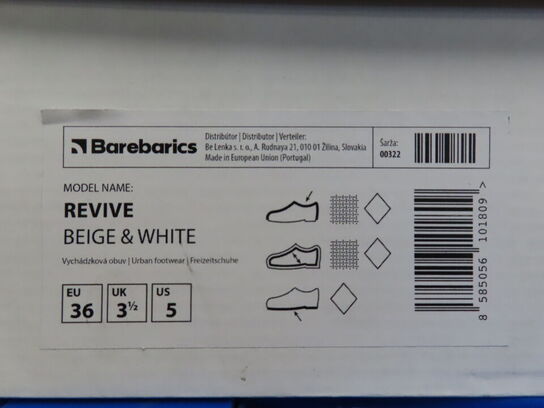 Barebarics
Distribútor | Distributor | Verteiler:
Be Lenka s. r. o., A. Rudnaya 21, 010 01 Žilina, Slovakia
Made in European Union (Portugal)
Šarža:
00322
MODEL NAME:
REVIVE
BEIGE & WHITE
Vychádzková obuv | Urban footwear | Freizeitschuhe
EU
36
UK
3½
US
5
8 585056 101809 >